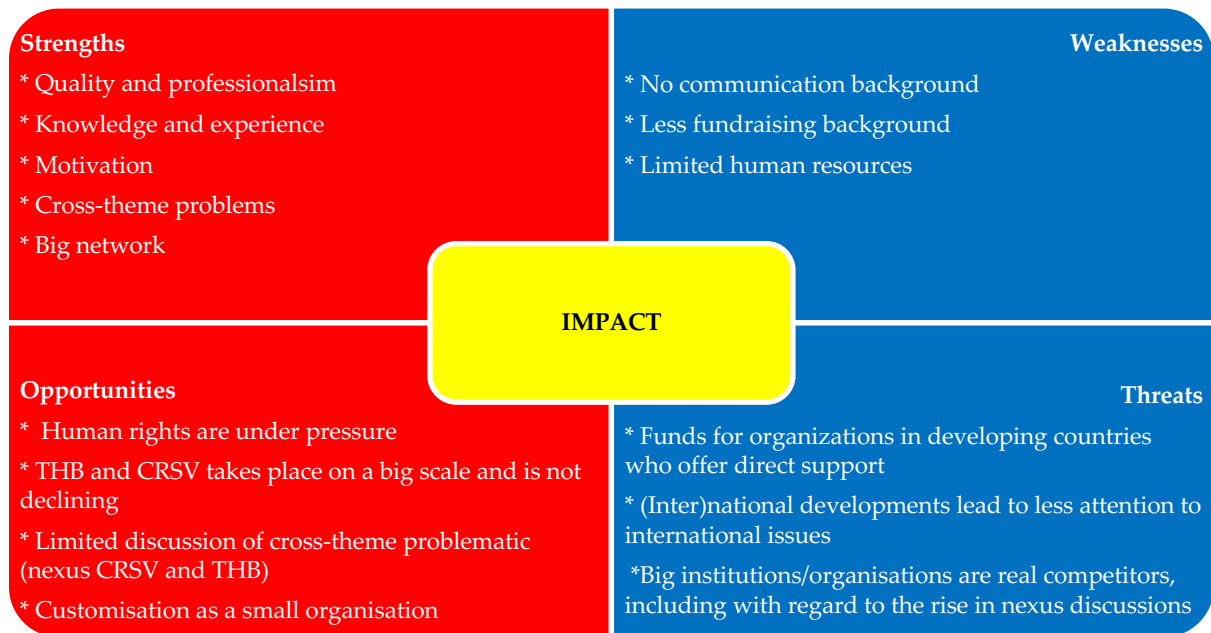 Strengths
* Quality and professionalsim
* Knowledge and experience
* Motivation
* Cross-theme problems
* Big network
Weaknesses
* No communication background
* Less fundraising background
* Limited human resources
IMPACT
Opportunities
* Human rights are under pressure
* THB and CRSV takes place on a big scale and is not
declining
* Limited discussion of cross-theme problematic
(nexus CRSV and THB)
* Customisation as a small organisation
Threats
* Funds for organizations in developing countries
who offer direct support
* (Inter)national developments lead to less attention to
international issues
*Big institutions/organisations are real competitors,
including with regard to the rise in nexus discussions